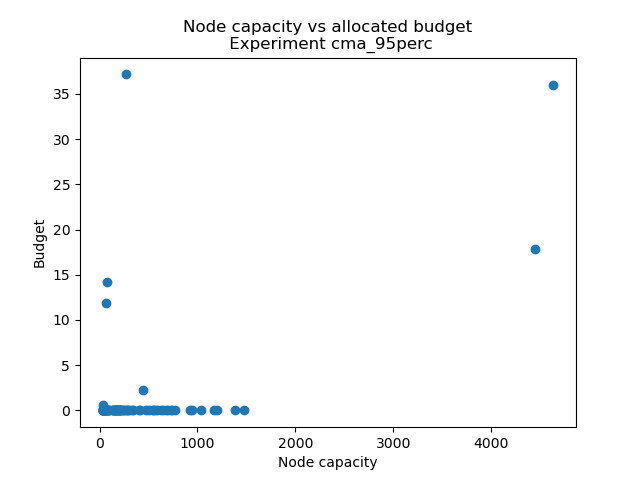 Node capacity vs allocated budget
Experiment cma_95perc
Budget
35
30
25
20
15
10
5
0
0 1000 2000 3000 4000
Node capacity